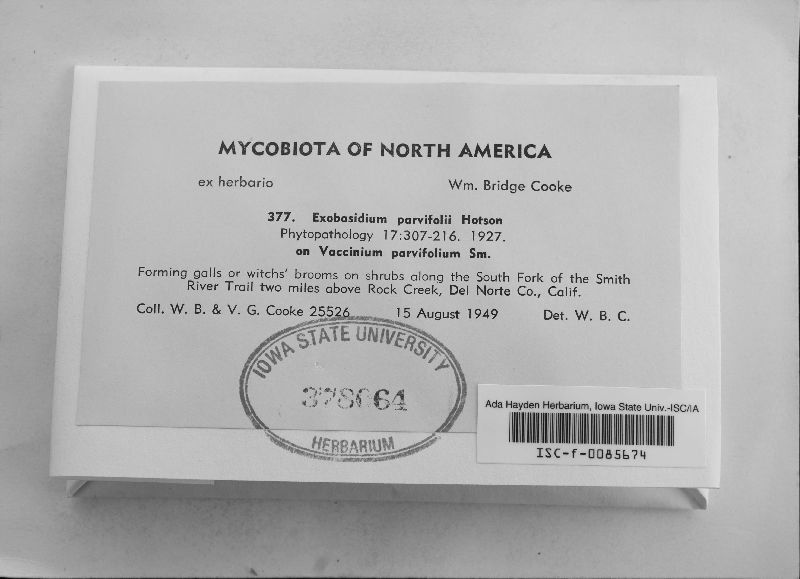 MYCOBIOTA OF NORTH AMERICA
ex herbario Wm. Bridge Cooke
377. Exobasidium parvifolii Hotson
Phytopathology 17:307-216. 1927.
on Vaccinium parvifolium Sm.
Forming galls or witchs' brooms on shrubs along the South Fork of the Smith
River Trail two miles above Rock Creek, Del Norte Co., Calif.
Coll. W. B. & V. G. Cooke 25526 15 August 1949 Det. W. B. C.
IOWA STATE UNIVERSITY
HERBARIUM
Ada Hayden Herbarium, Iowa State Univ.-ISC/IA
ISC-f-0085674